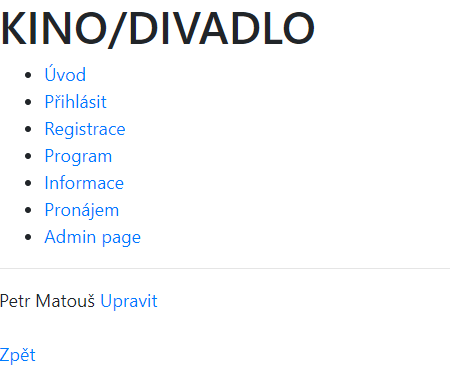 KINO/DIVADLO
Úvod
Přihlásit
Registrace
Program
Informace
Pronájem
Admin page
Petr Matouš Upravit
Zpět